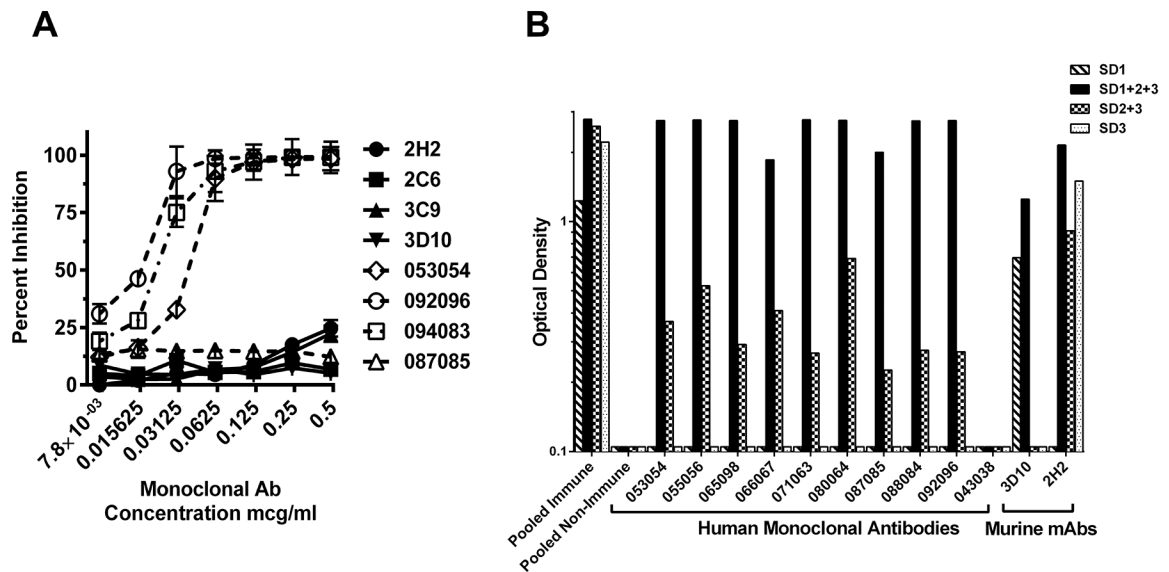 A
B
SD1
SD1+2+3
SD2+3
SD3
100
75
50
25
0
Percent Inhibition
7.8×10⁻⁰³
0.015625
0.03125
0.0625
0.125
0.25
0.5
Monoclonal Ab
Concentration mcg/ml
2H2
2C6
3C9
3D10
053054
092096
094083
087085
1
0.1
Optical Density
Pooled Immune
Pooled Non-Immune
053054
055056
065098
066067
071063
080064
087085
088084
092096
043038
3D10
2H2
Human Monoclonal Antibodies
Murine mAbs